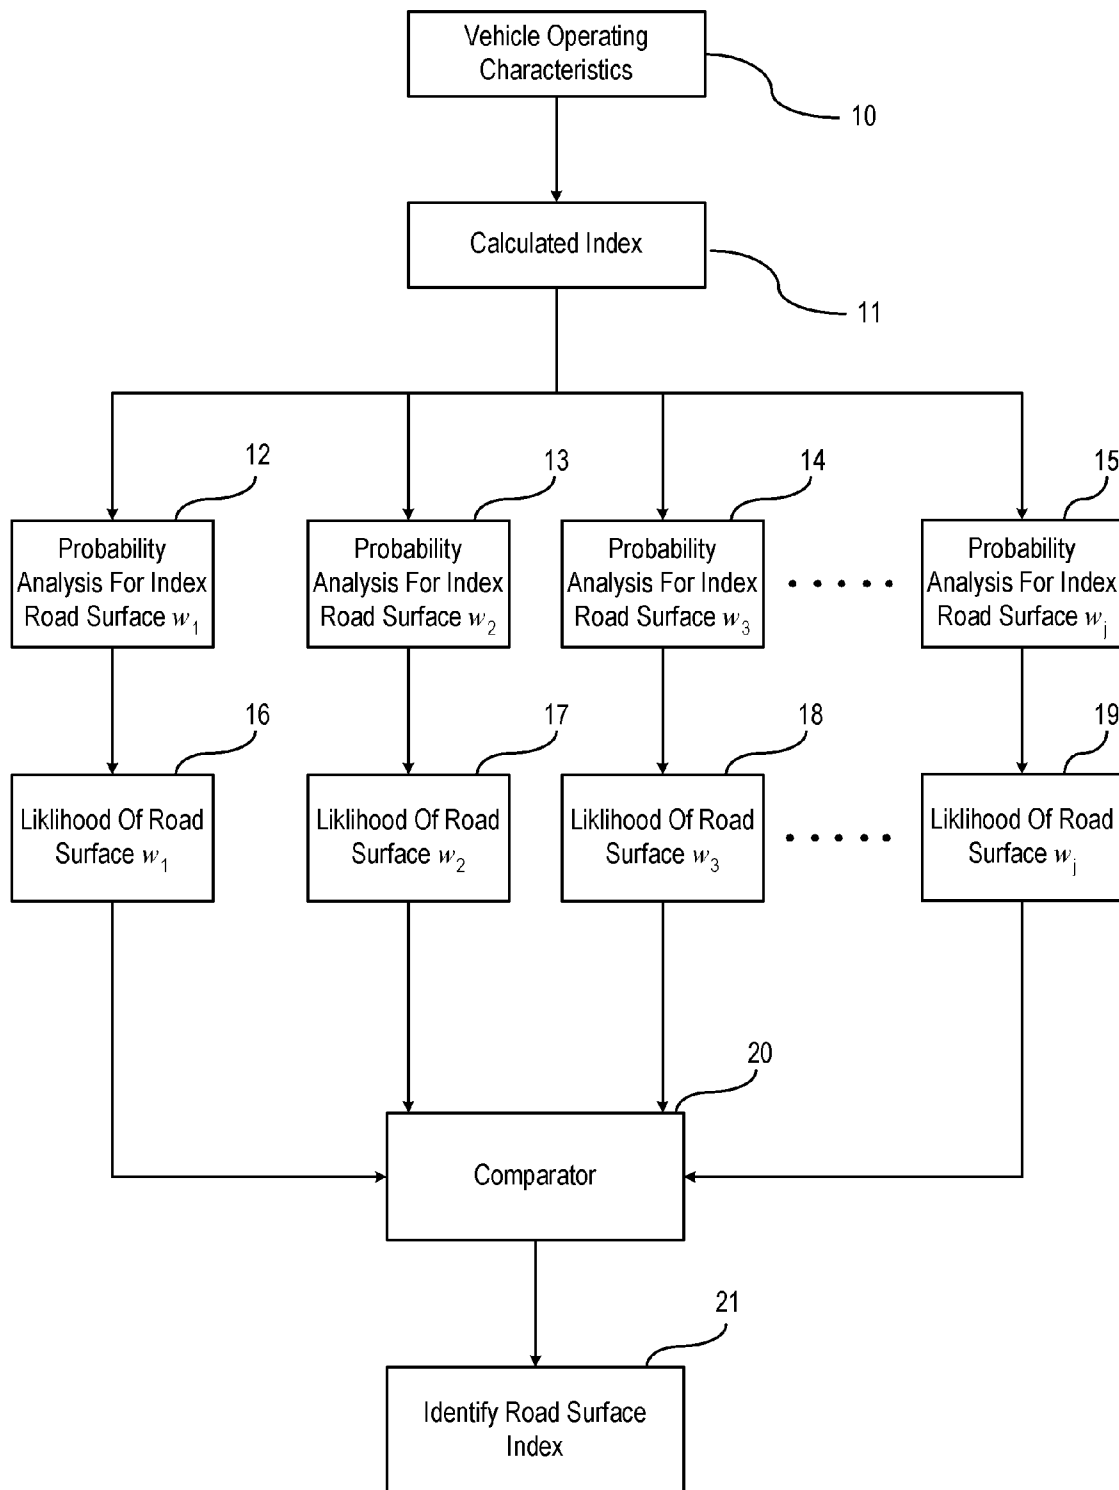 Vehicle Operating
Characteristics
10
Calculated Index
11
12
13
14
15
Probability
Analysis For Index
Road Surface w1
Probability
Analysis For Index
Road Surface w2
Probability
Analysis For Index
Road Surface w3
. . . . .
Probability
Analysis For Index
Road Surface wj
16
17
18
19
Liklihood Of Road
Surface w1
Liklihood Of Road
Surface w2
Liklihood Of Road
Surface w3
. . . . .
Liklihood Of Road
Surface wj
20
Comparator
21
Identify Road Surface
Index